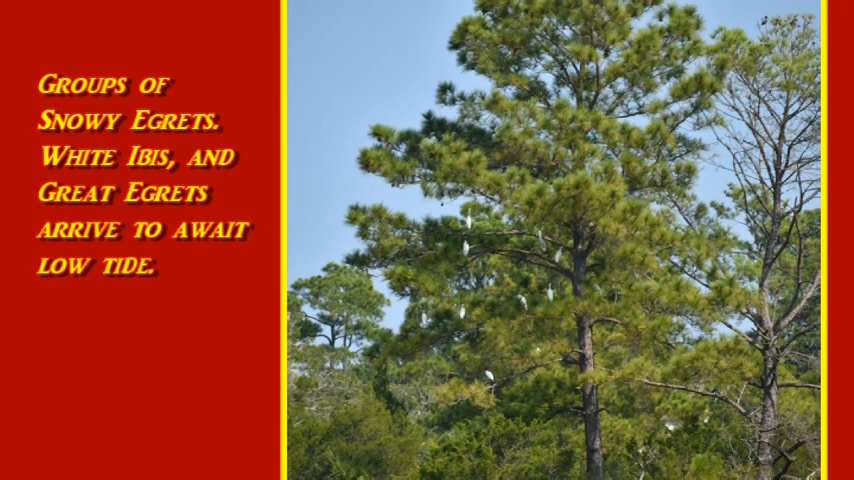 Groups of
Snowy Egrets.
White Ibis, and
Great Egrets
arrive to await
low tide.